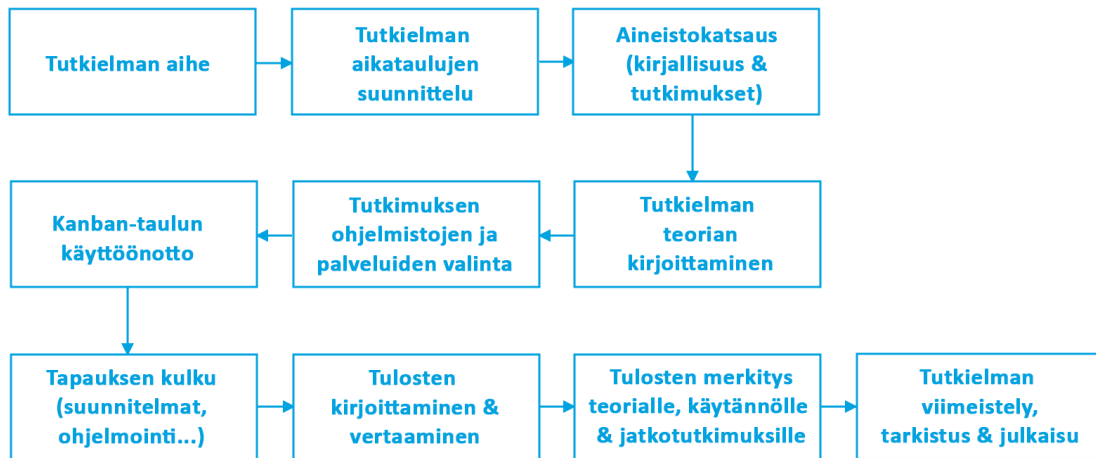 Tutkielman aihe
Tutkielman
aikataulujen
suunnittelu
Aineistokatsaus
(kirjallisuus &
tutkimukset)
Tutkielman
teorian
kirjoittaminen
Tutkimuksen
ohjelmistojen ja
palveluiden valinta
Kanban-taulun
käyttöönotto
Tapauksen kulku
(suunnitelmat,
ohjelmointi...)
Tulosten
kirjoittaminen &
vertaaminen
Tulosten merkitys
teorialle, käytännölle
& jatkotutkimuksille
Tutkielman
viimeistely,
tarkistus & julkaisu